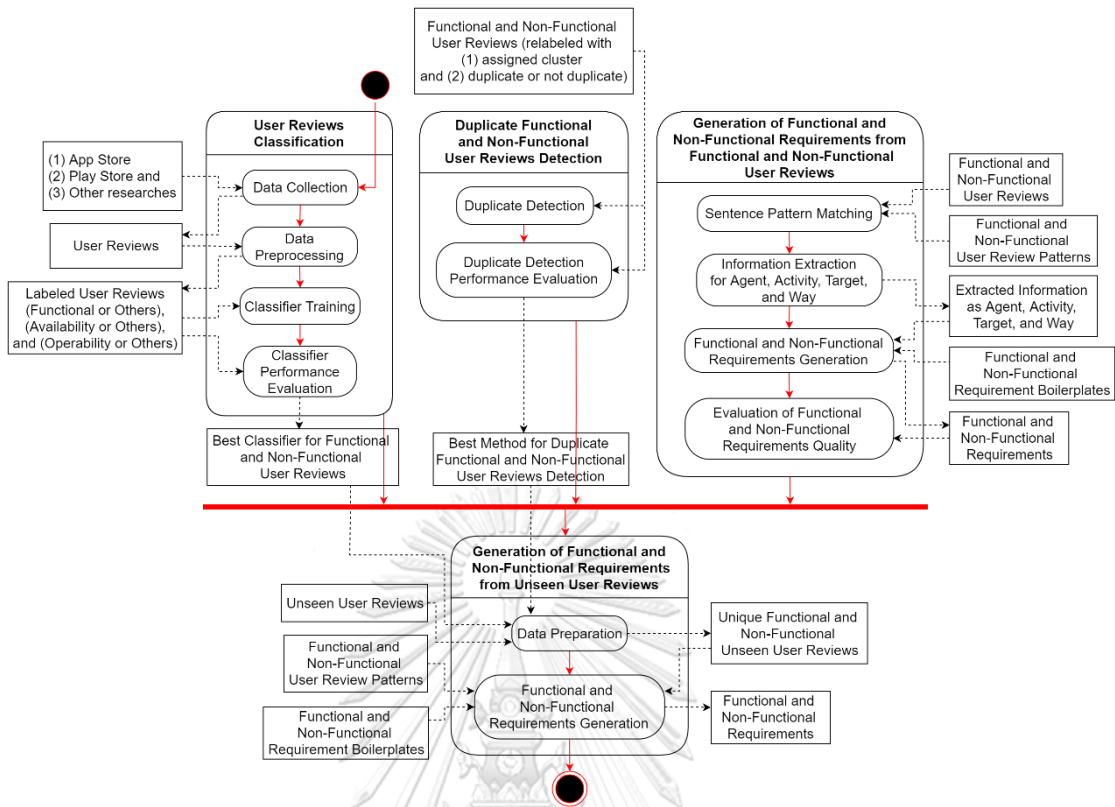 Functional and Non-Functional
User Reviews (relabeled with
(1) assigned cluster
and (2) duplicate or not duplicate)
User Reviews
Classification
(1) App Store
(2) Play Store and
(3) Other researches
Data Collection
User Reviews
Data
Preprocessing
Labeled User Reviews
(Functional or Others),
(Availability or Others),
and (Operability or Others)
Classifier Training
Classifier
Performance
Evaluation
Best Classifier for Functional
and Non-Functional
User Reviews
Duplicate Functional
and Non-Functional
User Reviews Detection
Duplicate Detection
Duplicate Detection
Performance Evaluation
Best Method for Duplicate
Functional and Non-Functional
User Reviews Detection
Generation of Functional and
Non-Functional Requirements from
Functional and Non-Functional
User Reviews
Functional and
Non-Functional
User Reviews
Sentence Pattern Matching
Functional and
Non-Functional
User Review Patterns
Information Extraction
for Agent, Activity, Target,
and Way
Extracted Information
as Agent, Activity,
Target, and Way
Functional and Non-Functional
Requirements Generation
Functional and
Non-Functional
Requirement Boilerplates
Evaluation of Functional
and Non-Functional
Requirements Quality
Functional and
Non-Functional
Requirements
Generation of Functional and
Non-Functional Requirements
from Unseen User Reviews
Unseen User Reviews
Data Preparation
Unique Functional and
Non-Functional
Unseen User Reviews
Functional and
Non-Functional
User Review Patterns
Functional and
Non-Functional
Requirements Generation
Functional and
Non-Functional
Requirement Boilerplates
Functional and
Non-Functional
Requirements